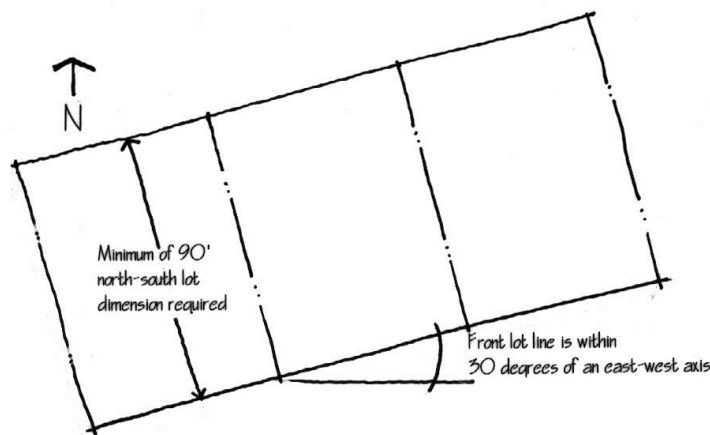 N
Minimum of 90'
north-south lot
dimension required
Front lot line is within
30 degrees of an east-west axis